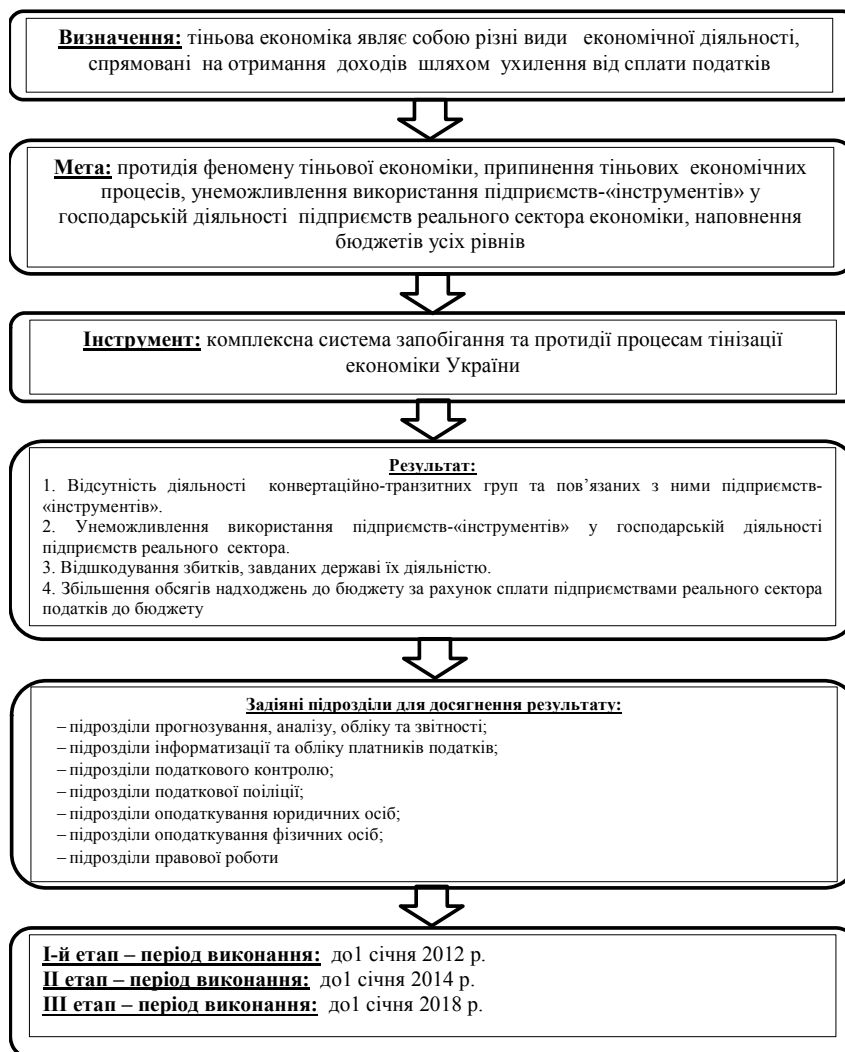 Визначення: тіньова економіка являє собою різні види економічної діяльності,
спрямовані на отримання доходів шляхом ухилення від сплати податків
Мета: протидія феномену тіньової економіки, припинення тіньових економічних
процесів, унеможливлення використання підприємств-«інструментів» у
господарській діяльності підприємств реального сектора економіки, наповнення
бюджетів усіх рівнів
Інструмент: комплексна система запобігання та протидії процесам тінізації
економіки України
Результат:
1. Відсутність діяльності конвертаційно-транзитних груп та пов’язаних з ними підприємств-
«інструментів».
2. Унеможливлення використання підприємств-«інструментів» у господарській діяльності
підприємств реального сектора.
3. Відшкодування збитків, завданих державі їх діяльністю.
4. Збільшення обсягів надходжень до бюджету за рахунок сплати підприємствами реального сектора
податків до бюджету
Задіяні підрозділи для досягнення результату:
– підрозділи прогнозування, аналізу, обліку та звітності;
– підрозділи інформатизації та обліку платників податків;
– підрозділи податкового контролю;
– підрозділи податкової поіліції;
– підрозділи оподаткування юридичних осіб;
– підрозділи оподаткування фізичних осіб;
– підрозділи правової роботи
І-й етап – період виконання: до1 січня 2012 р.
ІІ етап – період виконання: до1 січня 2014 р.
ІІІ етап – період виконання: до1 січня 2018 р.